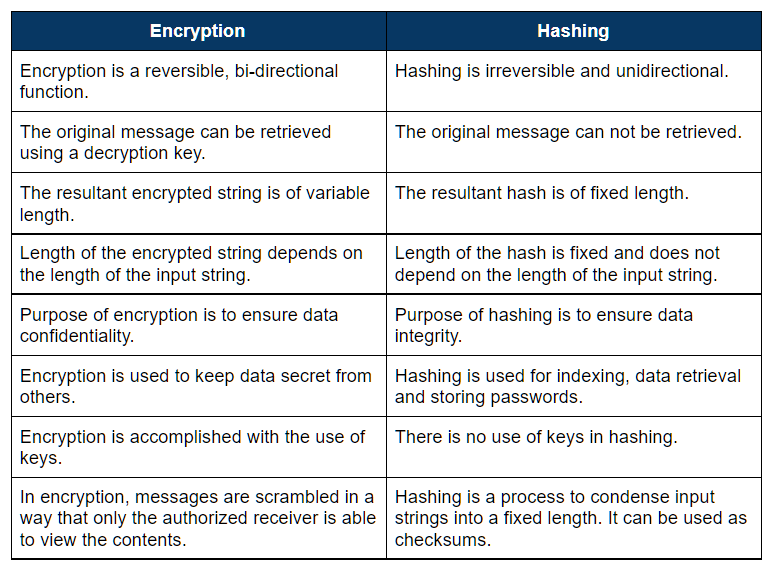 Encryption
Hashing
Encryption is a reversible, bi-directional
function.
Hashing is irreversible and unidirectional.
The original message can be retrieved
using a decryption key.
The original message can not be retrieved.
The resultant encrypted string is of variable
length.
The resultant hash is of fixed length.
Length of the encrypted string depends on
the length of the input string.
Length of the hash is fixed and does not
depend on the length of the input string.
Purpose of encryption is to ensure data
confidentiality.
Purpose of hashing is to ensure data
integrity.
Encryption is used to keep data secret from
others.
Hashing is used for indexing, data retrieval
and storing passwords.
Encryption is accomplished with the use of
keys.
There is no use of keys in hashing.
In encryption, messages are scrambled in a
way that only the authorized receiver is able
to view the contents.
Hashing is a process to condense input
strings into a fixed length. It can be used as
checksums.